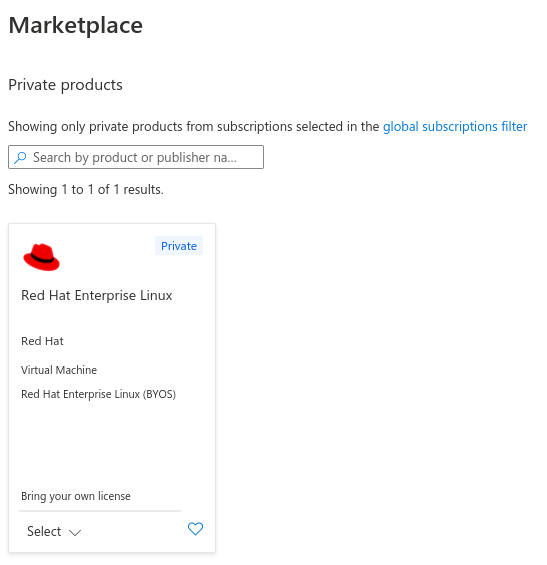 Marketplace
Private products
Showing only private products from subscriptions selected in the global subscriptions filter
Search by product or publisher na...
Showing 1 to 1 of 1 results.
Private
Red Hat Enterprise Linux
Red Hat
Virtual Machine
Red Hat Enterprise Linux (BYOS)
Bring your own license
Select